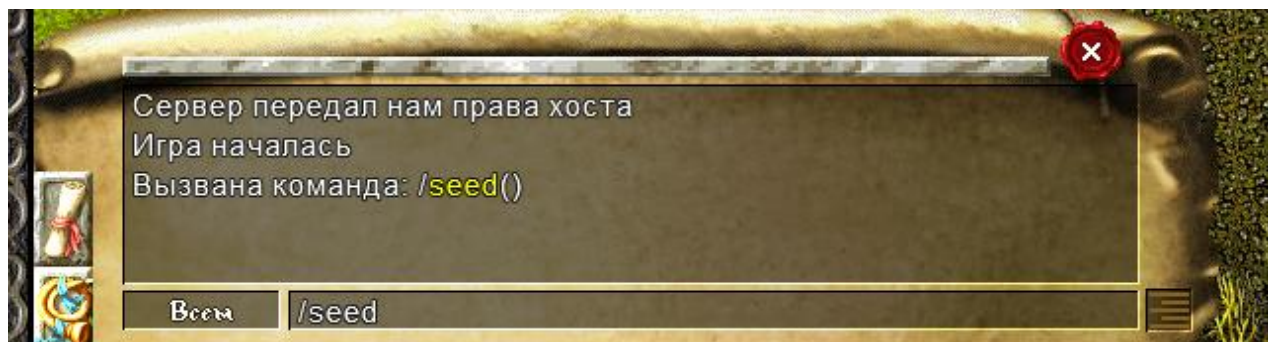 Сервер передал нам права хоста
Игра началась
Вызвана команда: /seed()
Всем
/seed